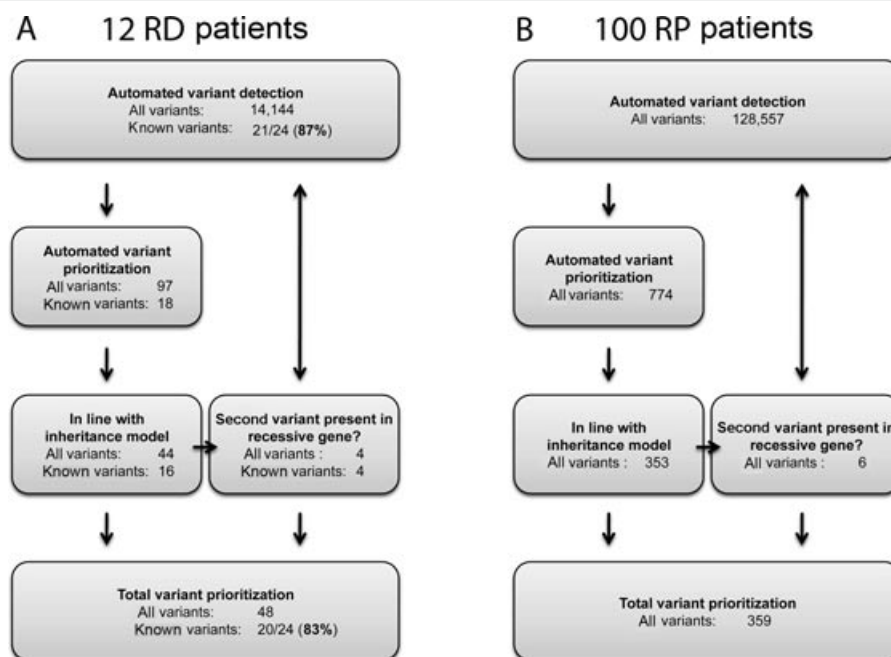 A 12 RD patients
Automated variant detection
All variants: 14,144
Known variants: 21/24 (87%)
Automated variant
prioritization
All variants: 97
Known variants: 18
In line with
inheritance model
All variants: 44
Known variants: 16
Second variant present in
recessive gene?
All variants : 4
Known variants: 4
Total variant prioritization
All variants: 48
Known variants: 20/24 (83%)
B 100 RP patients
Automated variant detection
All variants: 128,557
Automated variant
prioritization
All variants: 774
In line with
inheritance model
All variants : 353
Second variant present in
recessive gene?
All variants : 6
Total variant prioritization
All variants: 359